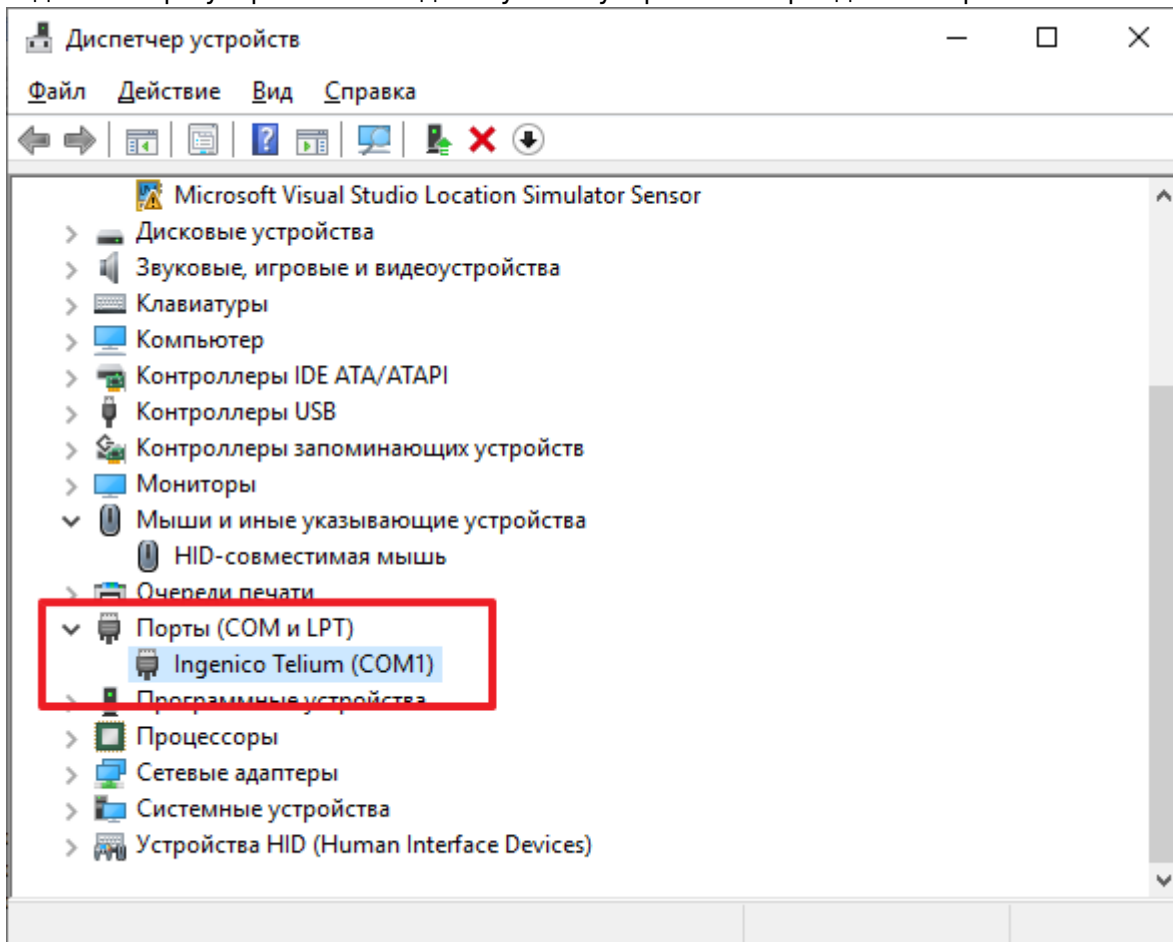 Диспетчер устройств
Файл Действие Вид Справка
Microsoft Visual Studio Location Simulator Sensor
Дисковые устройства
Звуковые, игровые и видеоустройства
Клавиатуры
Компьютер
Контроллеры IDE ATA/ATAPI
Контроллеры USB
Контроллеры запоминающих устройств
Мониторы
Мыши и иные указывающие устройства
HID-совместимая мышь
Очереди печати
Порты (COM и LPT)
Ingenico Telium (COM1)
Программные устройства
Процессоры
Сетевые адаптеры
Системные устройства
Устройства HID (Human Interface Devices)